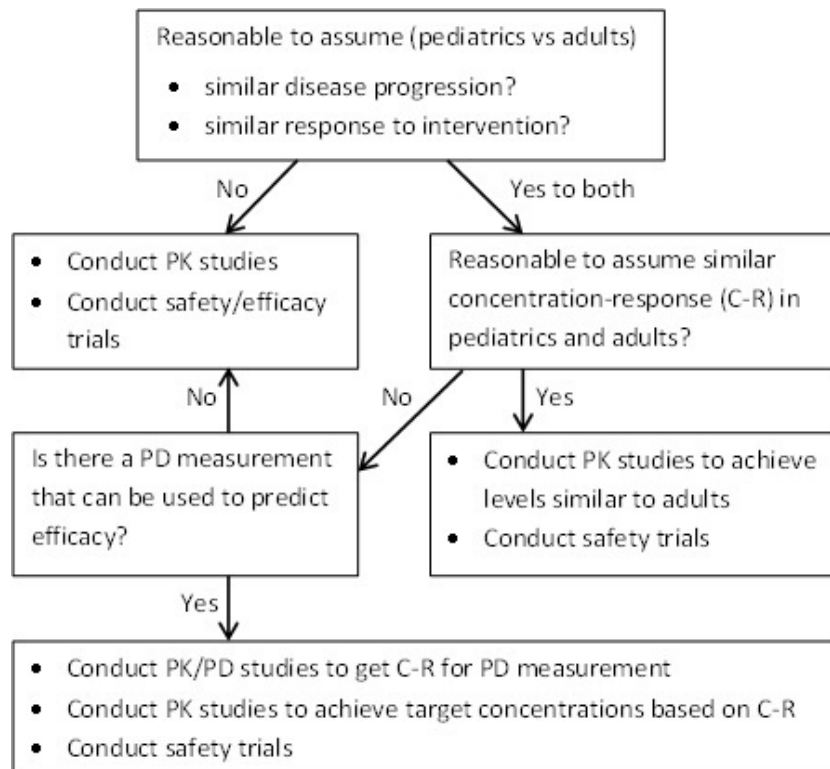 Reasonable to assume (pediatrics vs adults)
• similar disease progression?
• similar response to intervention?
No
Yes to both
• Conduct PK studies
• Conduct safety/efficacy
trials
Reasonable to assume similar
concentration-response (C-R) in
pediatrics and adults?
No
No
Yes
Is there a PD measurement
that can be used to predict
efficacy?
• Conduct PK studies to achieve
levels similar to adults
• Conduct safety trials
Yes
• Conduct PK/PD studies to get C-R for PD measurement
• Conduct PK studies to achieve target concentrations based on C-R
• Conduct safety trials